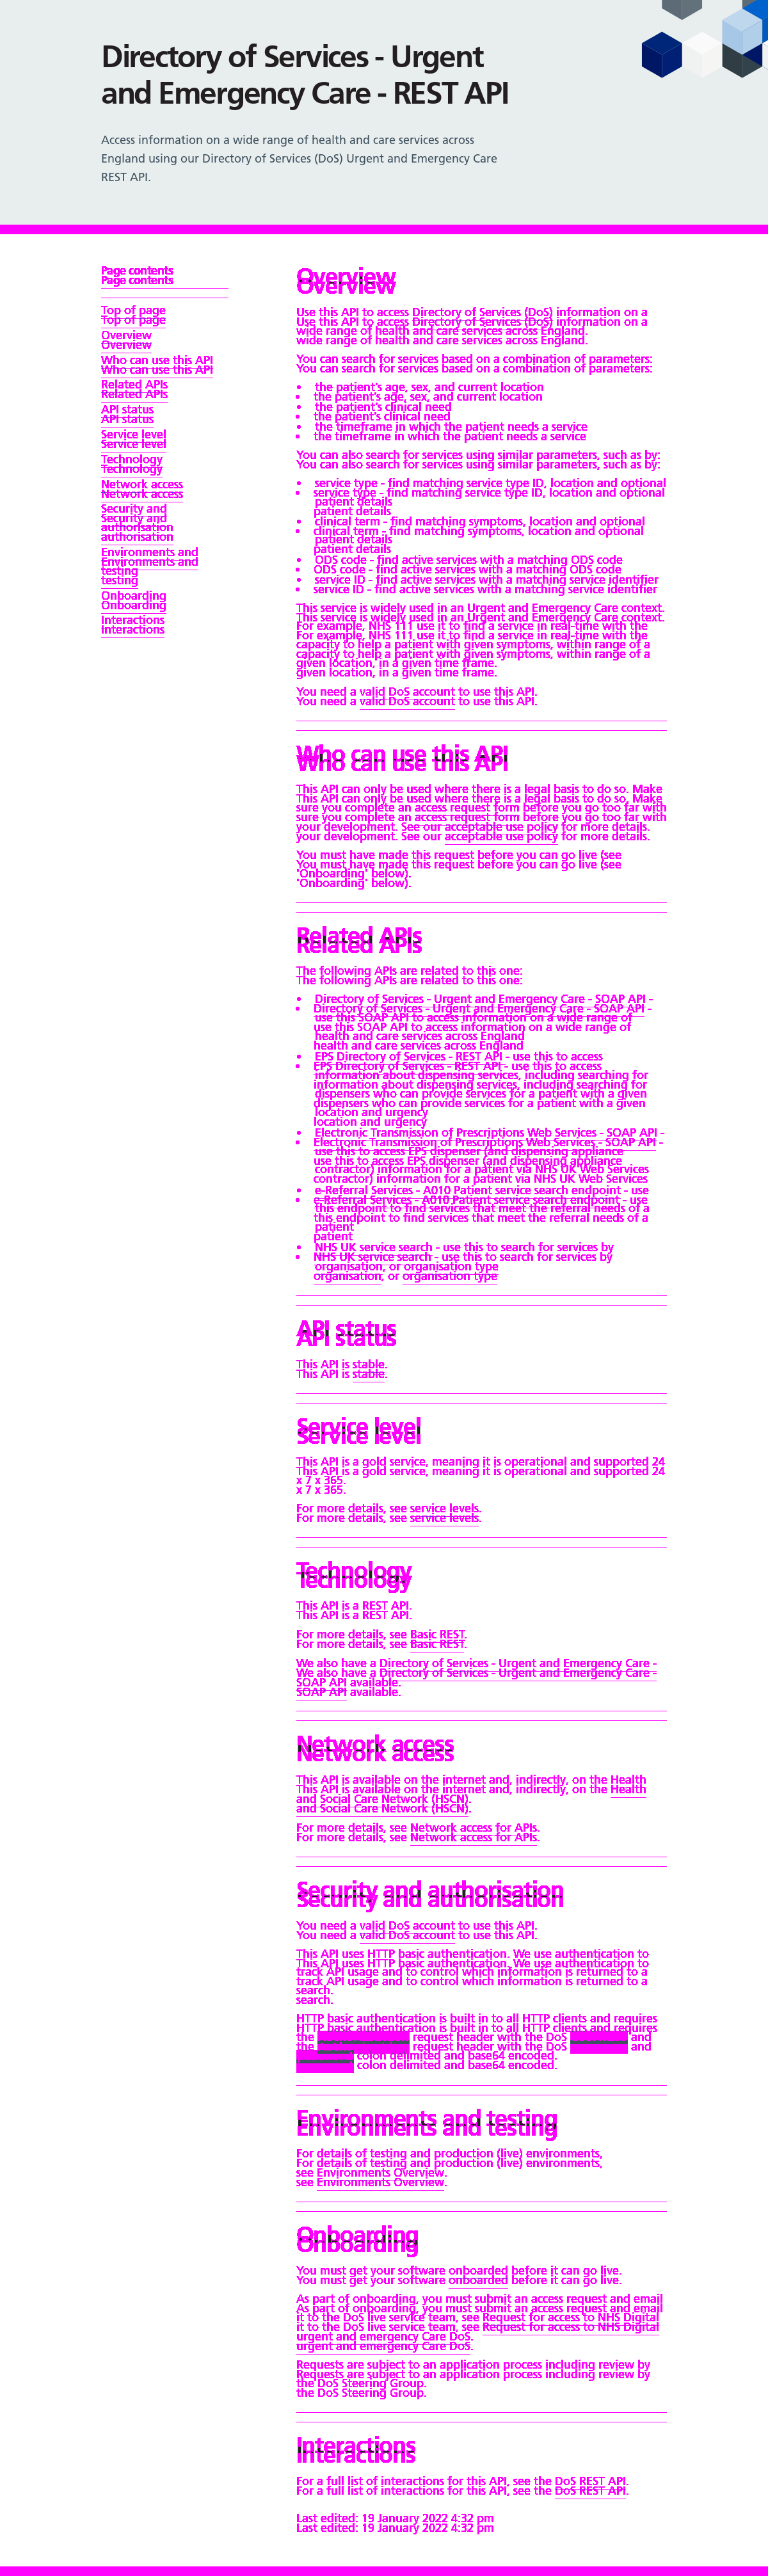 Directory of Services - Urgent
and Emergency Care - REST API
Access information on a wide range of health and care services across
England using our Directory of Services (DoS) Urgent and Emergency Care
REST API.
Page contents
Top of page
Overview
Who can use this API
Related APIs
API status
Service level
Technology
Network access
Security and
authorisation
Environments and
testing
Onboarding
Interactions
Overview
Use this API to access Directory of Services (DoS) information on a
wide range of health and care services across England.
You can search for services based on a combination of parameters:
• the patient's age, sex, and current location
• the patient's clinical need
• the timeframe in which the patient needs a service
You can also search for services using similar parameters, such as by:
• service type - find matching service type ID, location and optional
patient details
• clinical term - find matching symptoms, location and optional
patient details
• ODS code - find active services with a matching ODS code
• service ID - find active services with a matching service identifier
This service is widely used in an Urgent and Emergency Care context.
For example, NHS 111 use it to find a service in real-time with the
capacity to help a patient with given symptoms, within range of a
given location, in a given time frame.
You need a valid DoS account to use this API.
Who can use this API
This API can only be used where there is a legal basis to do so. Make
sure you complete an access request form before you go too far with
your development. See our acceptable use policy for more details.
You must have made this request before you can go live (see
'Onboarding' below).
Related APIs
The following APIs are related to this one:
• Directory of Services - Urgent and Emergency Care - SOAP API -
use this SOAP API to access information on a wide range of
health and care services across England
• EPS Directory of Services - REST API - use this to access
information about dispensing services, including searching for
dispensers who can provide services for a patient with a given
location and urgency
• Electronic Transmission of Prescriptions Web Services - SOAP API -
use this to access EPS dispenser (and dispensing appliance
contractor) information for a patient via NHS UK Web Services
• e-Referral Services - A010 Patient service search endpoint - use
this endpoint to find services that meet the referral needs of a
patient
• NHS UK service search - use this to search for services by
organisation, or organisation type
API status
This API is stable.
Service level
This API is a gold service, meaning it is operational and supported 24
x 7 x 365.
For more details, see service levels.
Technology
This API is a REST API.
For more details, see Basic REST.
We also have a Directory of Services - Urgent and Emergency Care -
SOAP API available.
Network access
This API is available on the internet and, indirectly, on the Health
and Social Care Network (HSCN).
For more details, see Network access for APIs.
Security and authorisation
You need a valid DoS account to use this API.
This API uses HTTP basic authentication. We use authentication to
track API usage and to control which information is returned to a
search.
HTTP basic authentication is built in to all HTTP clients and requires
the request header with the DoS and
colon delimited and base64 encoded.
Environments and testing
For details of testing and production (live) environments,
see Environments Overview.
Onboarding
You must get your software onboarded before it can go live.
As part of onboarding, you must submit an access request and email
it to the DoS live service team, see Request for access to NHS Digital
urgent and emergency Care DoS.
Requests are subject to an application process including review by
the DoS Steering Group.
Interactions
For a full list of interactions for this API, see the DoS REST API.
Last edited: 19 January 2022 4:32 pm